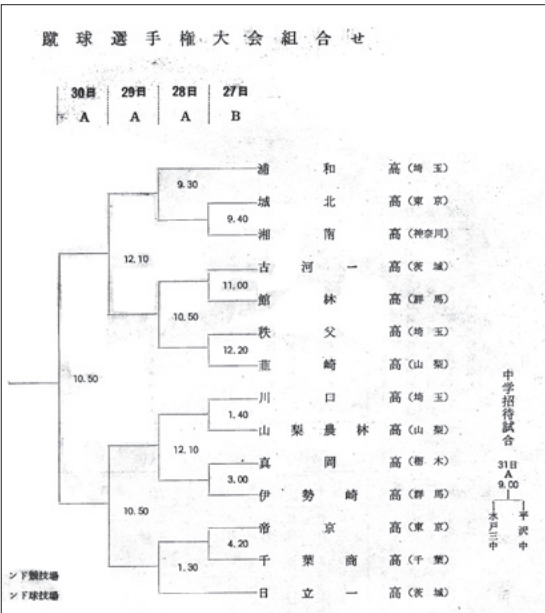 蹴球選手権大会組合せ
30日 29日 28日 27日
A A A B
浦和高(埼玉)
9.30
城北高(東京)
9.40
湘南高(神奈川)
12.10
古河一高(茨城)
11,00
館林高(群馬)
10,50
秩父高(埼玉)
12.20
韮崎高(山梨)
10.50
川口高(埼玉)
1.40
山梨農林高(山梨)
12.10
真岡高(栃木)
3.00
伊勢崎高(群馬)
10.50
帝京高(東京)
4.20
千葉商高(千葉)
1.30
日立一高(茨城)
中学招待試合
31日
A
9.00
平沢中
水戸三中
ンド競技場
ンド球技場